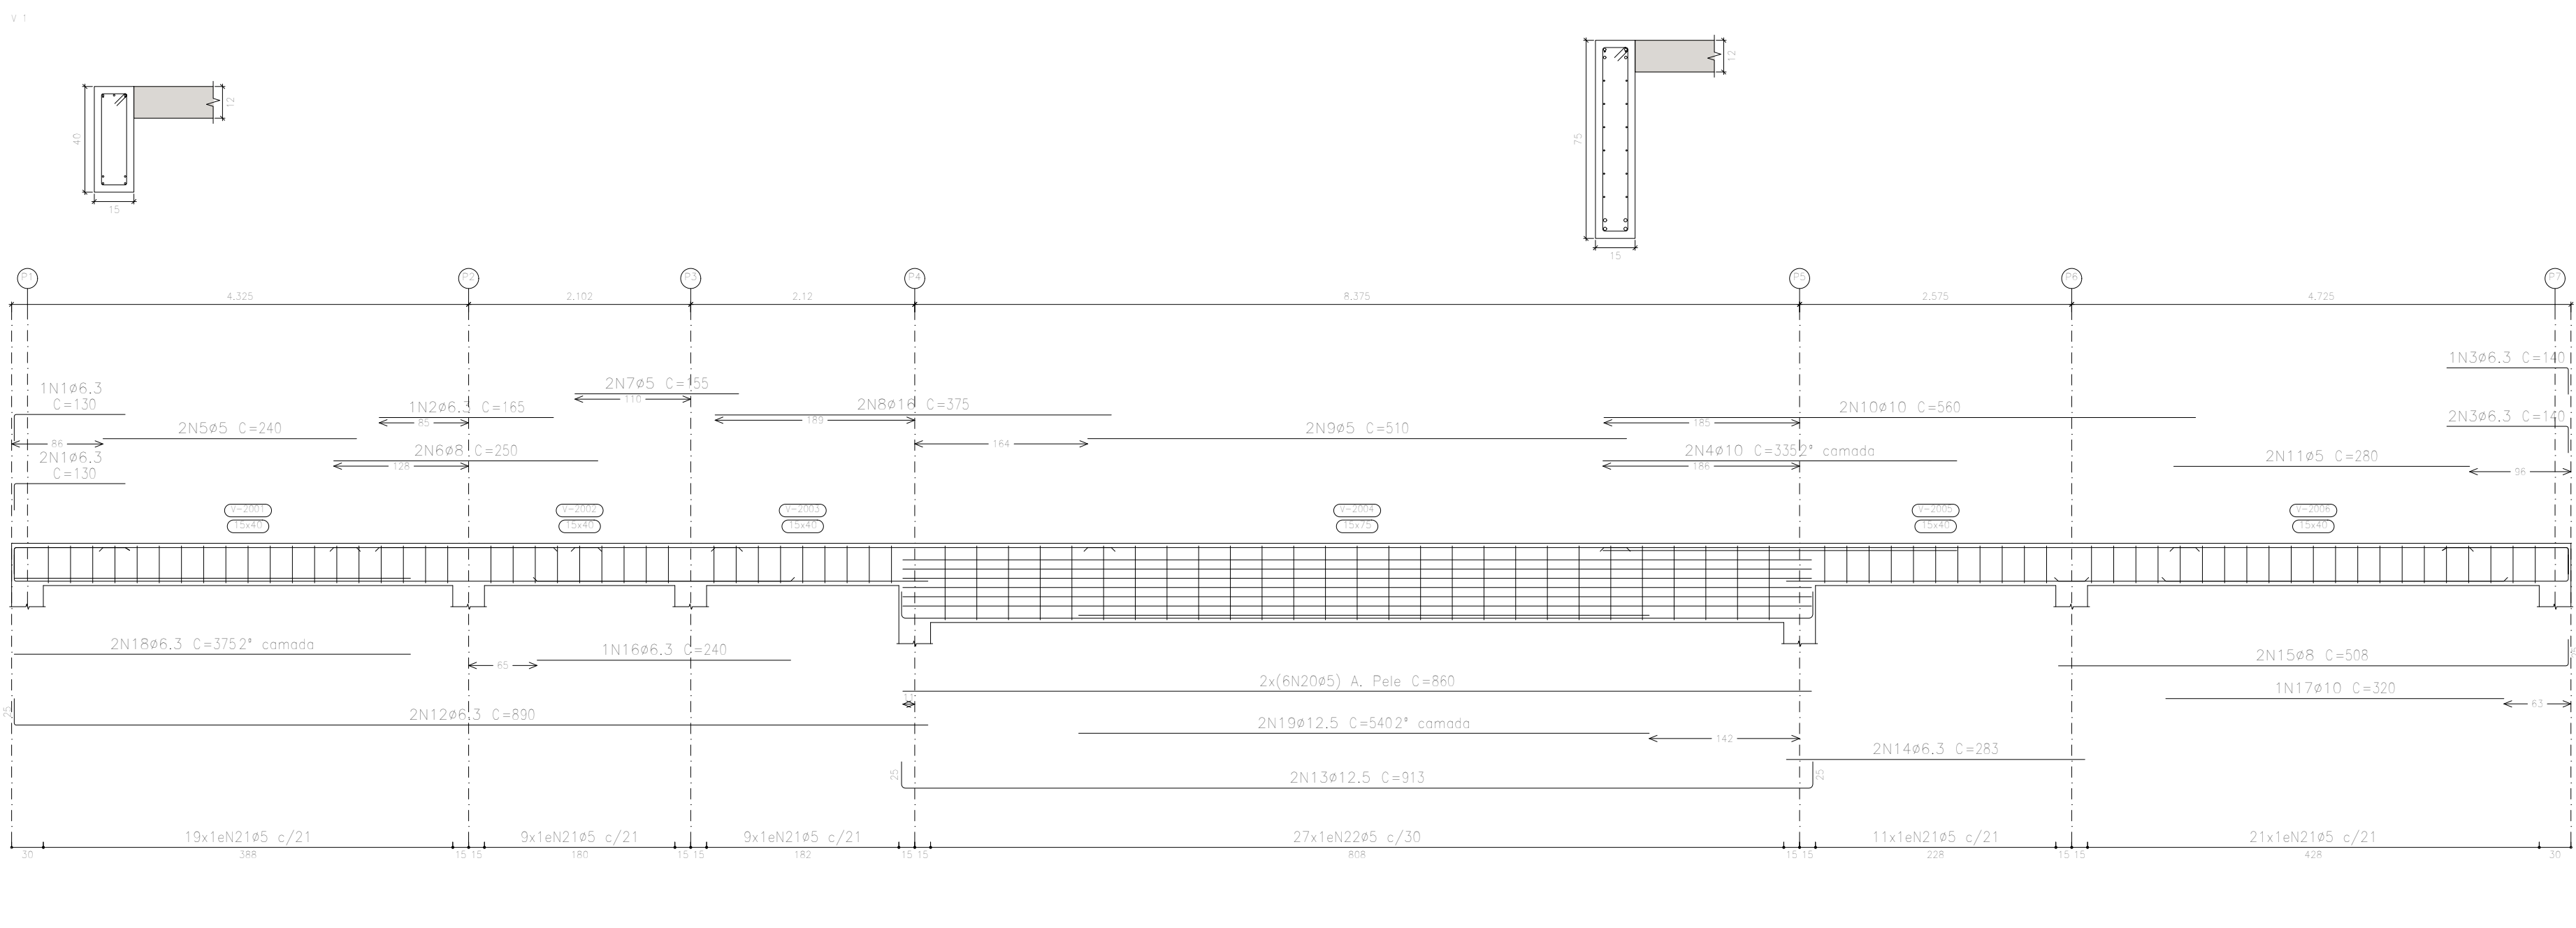 V 1
40
12
15
75
12
15
P1 P2 P3 P4 P5 P6 P7
4.325 2.102 2.12 8.375 2.575 4.725
1N3ø6.3 C=140
1N1ø6.3
C=130
2N7ø5 C=155
110
1N2ø6.3 C=165
85
2N8ø16 C=375
189
2N10ø10 C=560
185
2N3ø6.3 C=140
2N5ø5 C=240
86
2N9ø5 C=510
164
2N1ø6.3
C=130
2N6ø8 C=250
128
2N4ø10 C=335 2ª camada
186
2N11ø5 C=280
96
V-2001 V-2002 V-2003 V-2004 V-2005 V-2006
15x40 15x40 15x40 15x75 15x40 15x40
2N18ø6.3 C=375 2ª camada
1N16ø6.3 C=240
65
2N15ø8 C=508
2x(6N20ø5) A. Pele C=860
11
1N17ø10 C=320
63
25
2N12ø6.3 C=890
2N19ø12.5 C=540 2ª camada
142
2N14ø6.3 C=283
25
2N13ø12.5 C=913
25
19x1eN21ø5 c/21 9x1eN21ø5 c/21 9x1eN21ø5 c/21 27x1eN22ø5 c/30 11x1eN21ø5 c/21 21x1eN21ø5 c/21
30 388 15 15 180 15 15 182 15 15 808 15 15 228 15 15 428 30